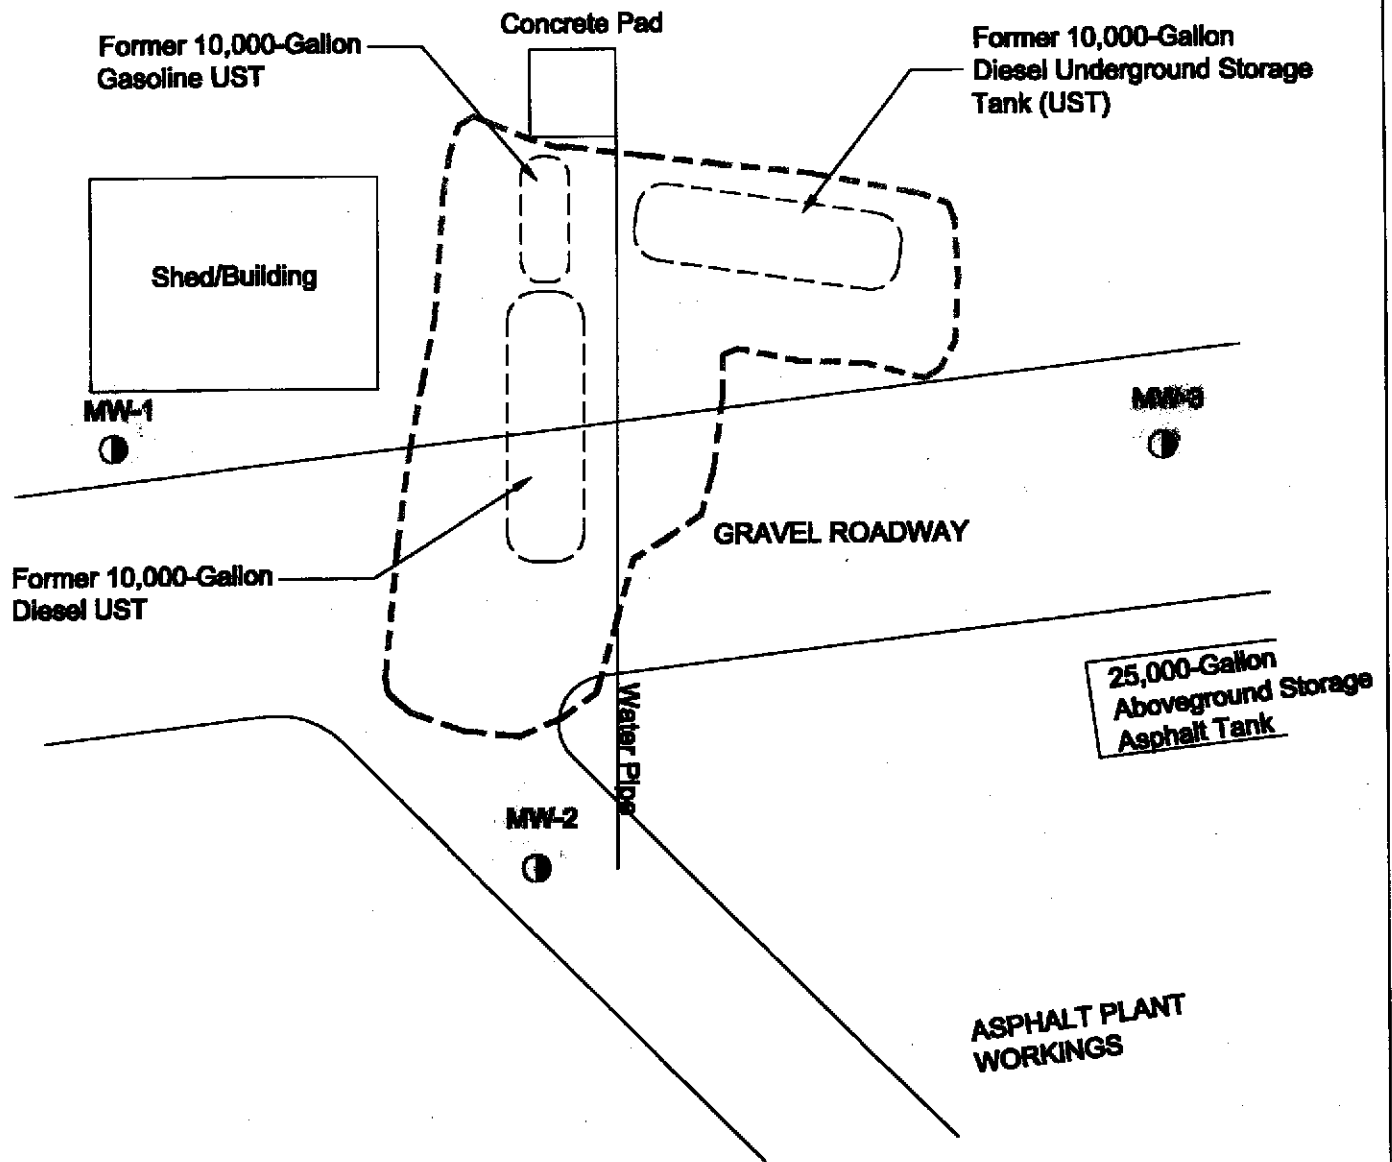 Concrete Pad
Former 10,000-Gallon
Gasoline UST
Former 10,000-Gallon
Diesel Underground Storage
Tank (UST)
Shed/Building
MW-1
MW-3
GRAVEL ROADWAY
Former 10,000-Gallon
Diesel UST
25,000-Gallon
Aboveground Storage
Asphalt Tank
Water Pipe
MW-2
ASPHALT PLANT
WORKINGS